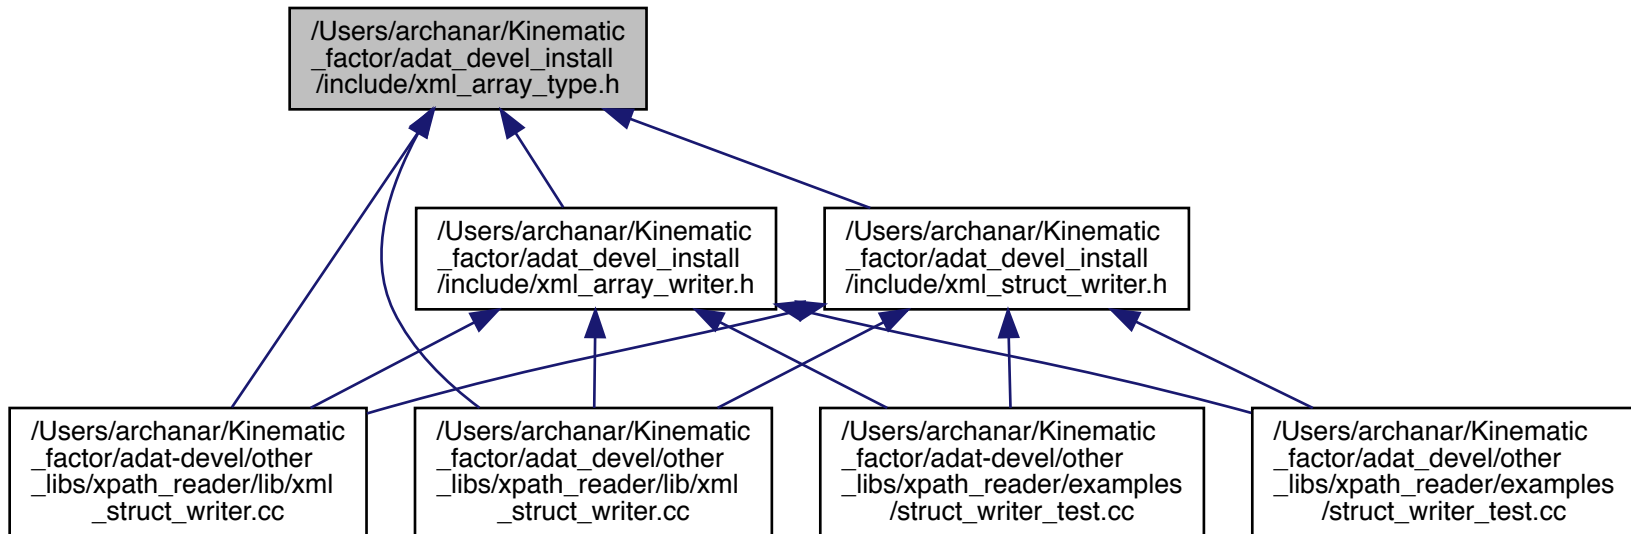 /Users/archanar/Kinematic
_factor/adat_devel_install
/include/xml_array_type.h
/Users/archanar/Kinematic
_factor/adat_devel_install
/include/xml_array_writer.h
/Users/archanar/Kinematic
_factor/adat_devel_install
/include/xml_struct_writer.h
/Users/archanar/Kinematic
_factor/adat-devel/other
_libs/xpath_reader/lib/xml
_struct_writer.cc
/Users/archanar/Kinematic
_factor/adat_devel/other
_libs/xpath_reader/lib/xml
_struct_writer.cc
/Users/archanar/Kinematic
_factor/adat-devel/other
_libs/xpath_reader/examples
/struct_writer_test.cc
/Users/archanar/Kinematic
_factor/adat_devel/other
_libs/xpath_reader/examples
/struct_writer_test.cc